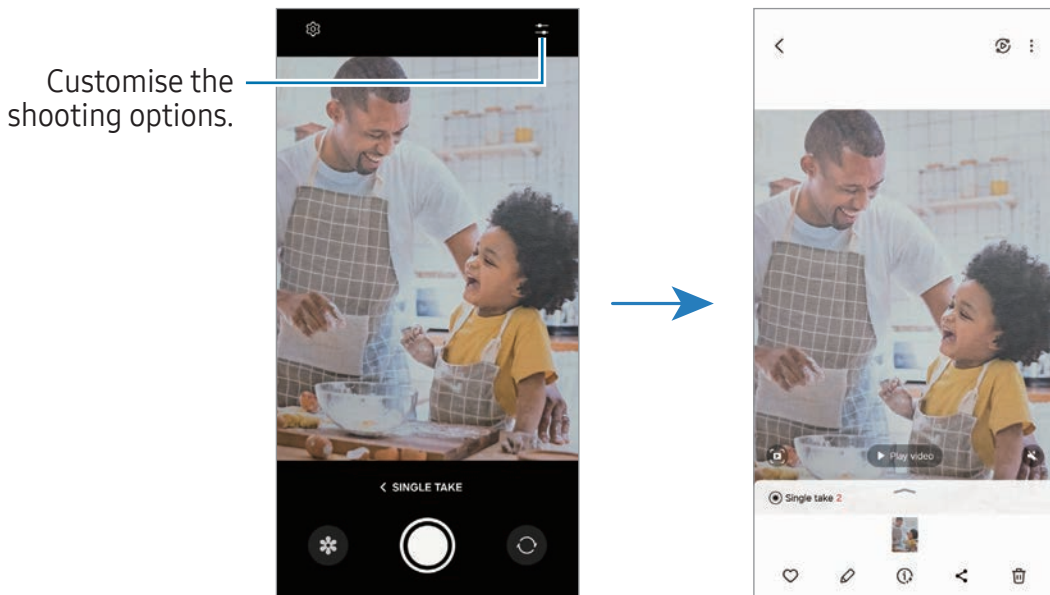 Customise the
shooting options.
< SINGLE TAKE
Play video
Single take 2